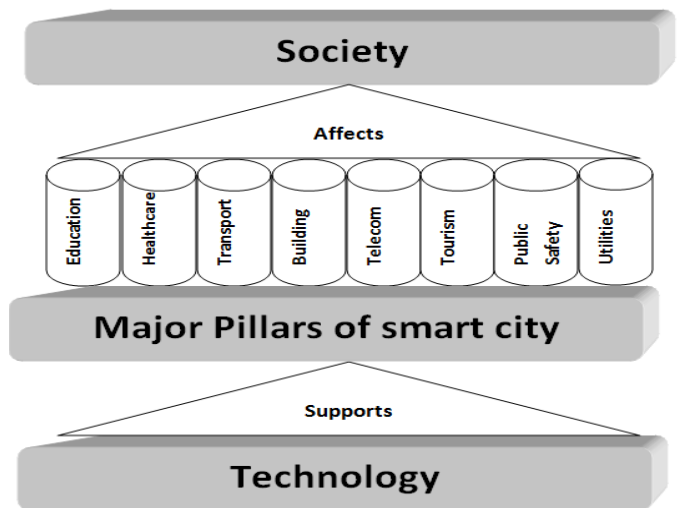 Society
Affects
Education
Healthcare
Transport
Building
Telecom
Tourism
Public
Safety
Utilities
Major Pillars of smart city
Supports
Technology